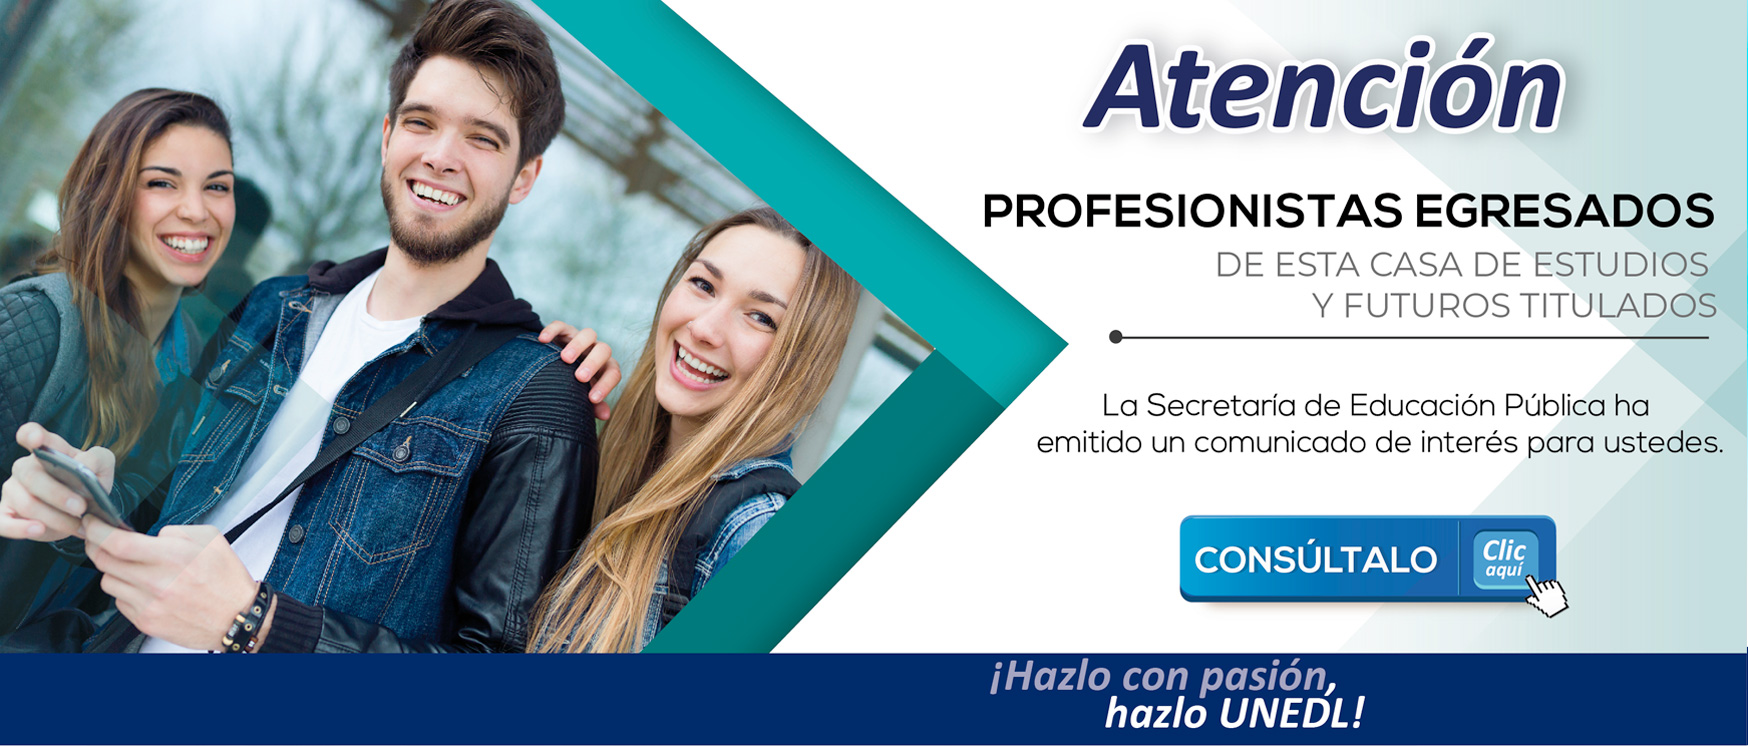 Atención
PROFESIONISTAS EGRESADOS
DE ESTA CASA DE ESTUDIOS
Y FUTUROS TITULADOS
La Secretaría de Educación Pública ha
emitido un comunicado de interés para ustedes.
CONSÚLTALO
Clic
aquí
¡Hazlo con pasión,
hazlo UNEDL!